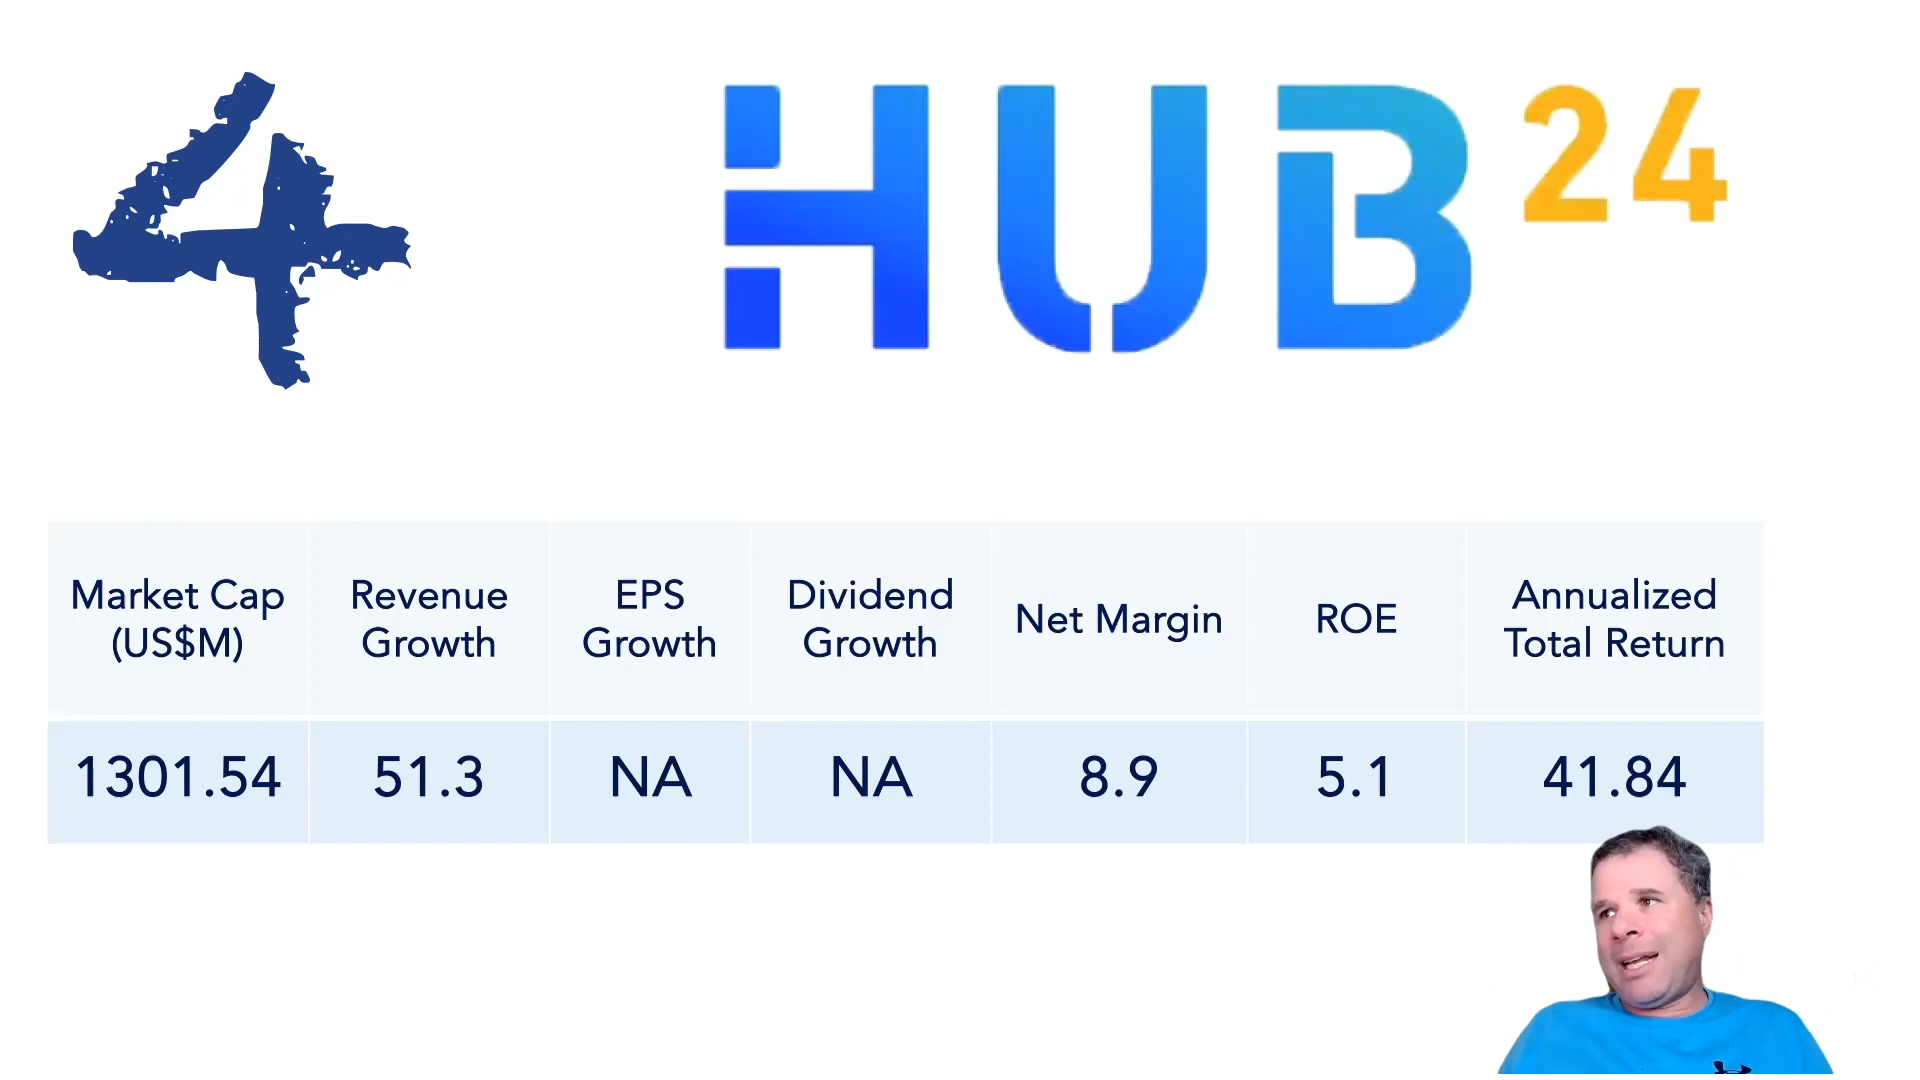 4
HUB24
Market Cap
(US$M)
Revenue
Growth
EPS
Growth
Dividend
Growth
Net Margin
ROE
Annualized
Total Return
1301.54
51.3
NA
NA
8.9
5.1
41.84